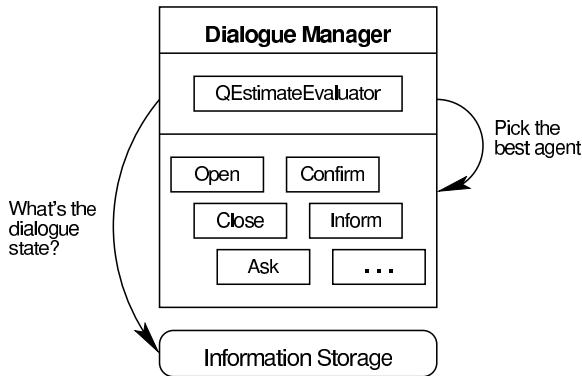 Dialogue Manager
QEstimateEvaluator
Pick the
best agent
Open
Confirm
Close
Inform
Ask
...
What's the
dialogue
state?
Information Storage